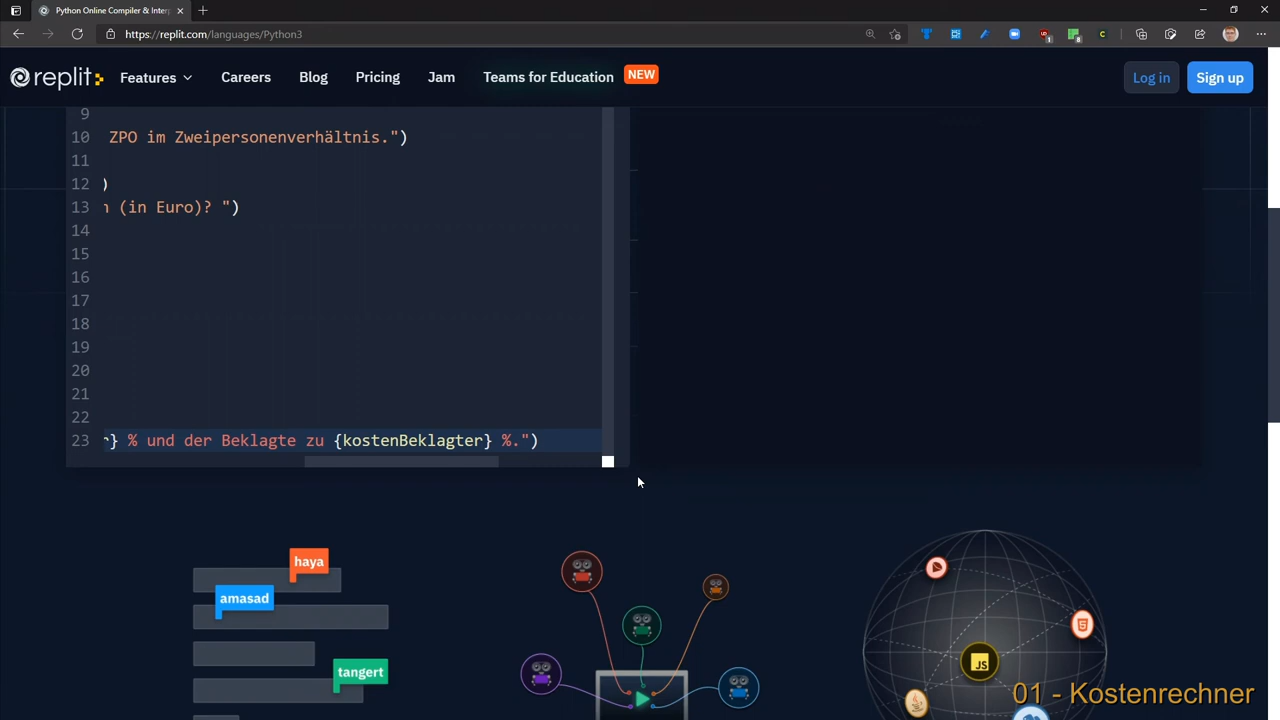 Python Online Compiler & Inter
https://replit.com/languages/Python3
replit
Features
Careers
Blog
Pricing
Jam
Teams for Education
NEW
Log in
Sign up
9
10 ZPO im Zweipersonenverhältnis.")
11
12 )
13 n (in Euro)? ")
14
15
16
17
18
19
20
21
22
23 r} % und der Beklagte zu {kostenBeklagter} %.")
haya
amasad
tangert
JS
01 - Kostenrechner